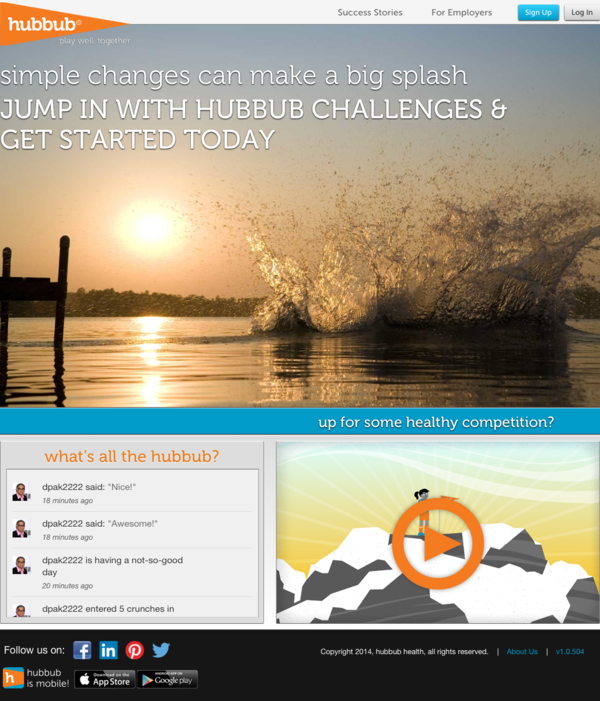 hubbub®
play. well. together.
Success Stories
For Employers
Sign Up
Log In
simple changes can make a big splash
JUMP IN WITH HUBBUB CHALLENGES &
GET STARTED TODAY
up for some healthy competition?
what's all the hubbub?
dpak2222 said: "Nice!"
18 minutes ago
dpak2222 said: "Awesome!"
18 minutes ago
dpak2222 is having a not-so-good
day
20 minutes ago
dpak2222 entered 5 crunches in
Follow us on:
Copyright 2014, hubbub health, all rights reserved. | About Us | v1.0.504
hubbub
is mobile!
Download on the
App Store
ANDROID APP ON
Google play